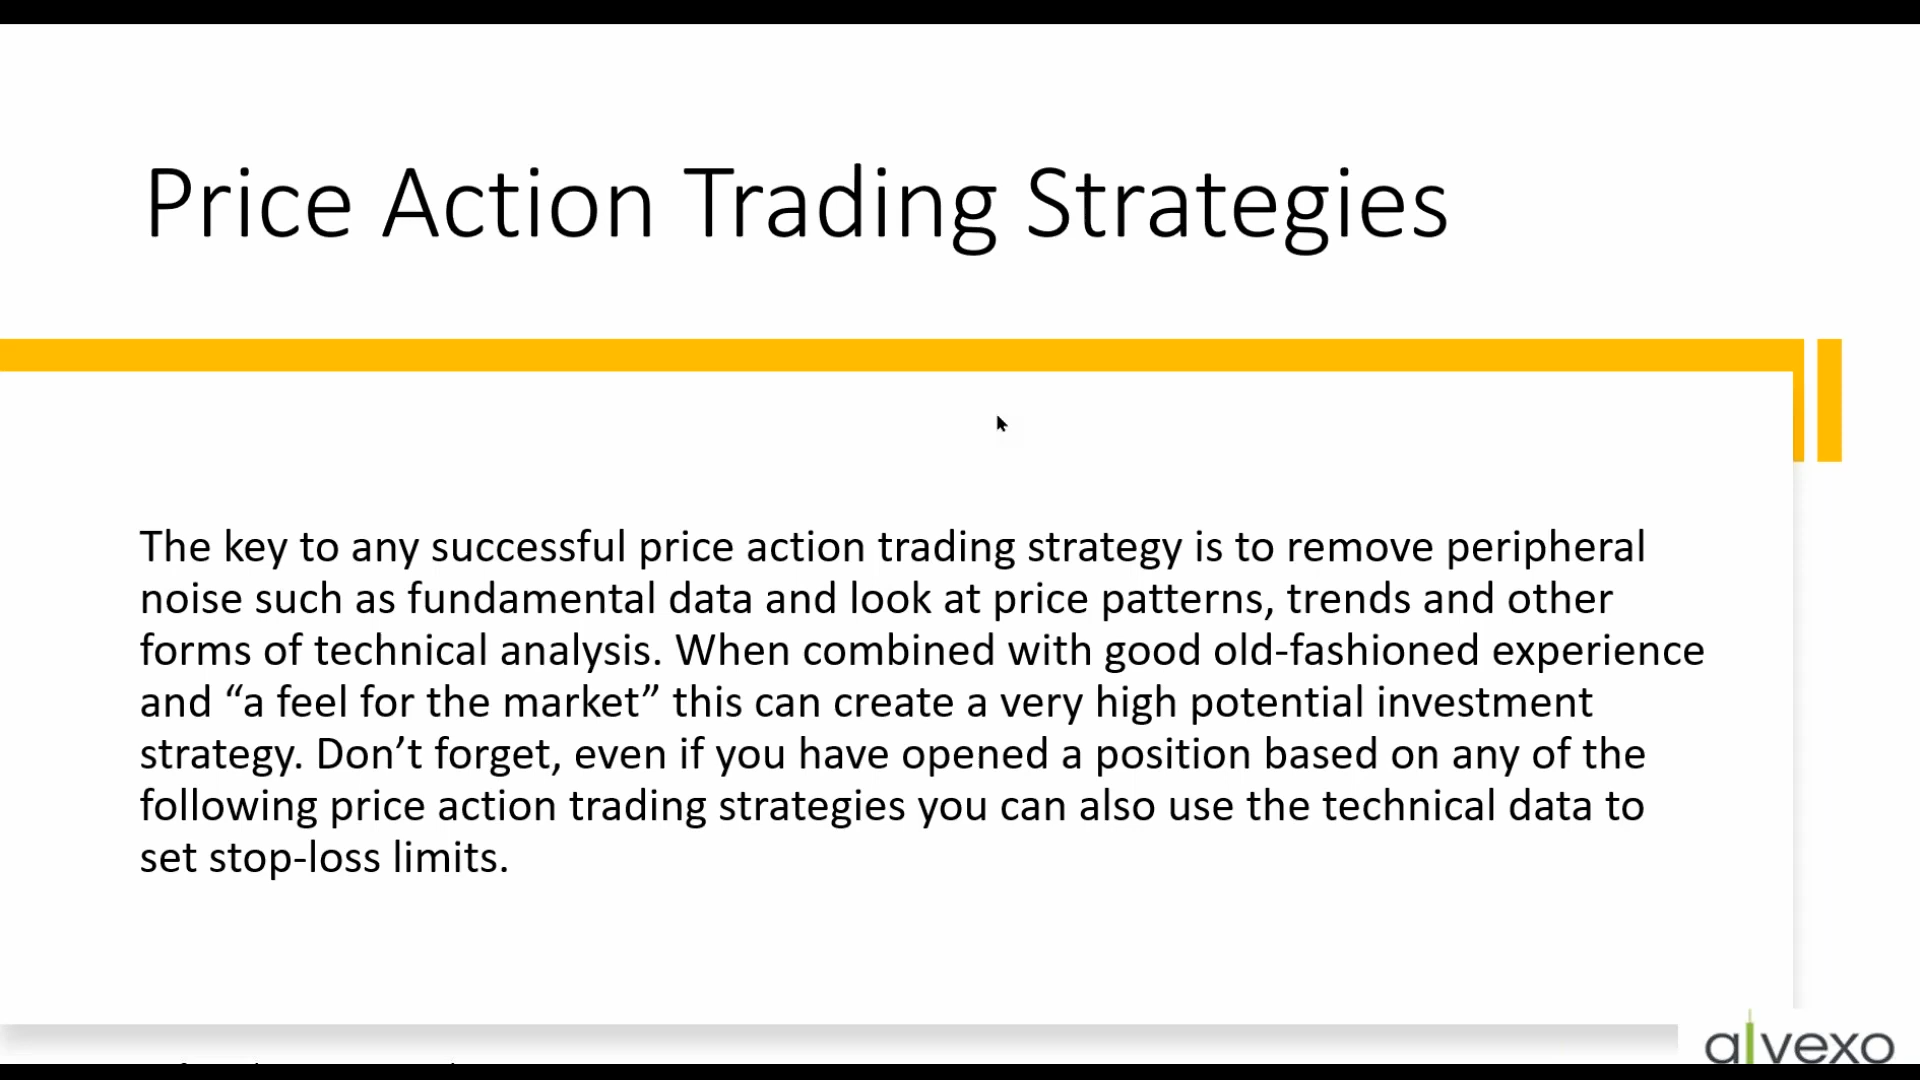 Price Action Trading Strategies
The key to any successful price action trading strategy is to remove peripheral
noise such as fundamental data and look at price patterns, trends and other
forms of technical analysis. When combined with good old-fashioned experience
and “a feel for the market” this can create a very high potential investment
strategy. Don’t forget, even if you have opened a position based on any of the
following price action trading strategies you can also use the technical data to
set stop-loss limits.
alvexo